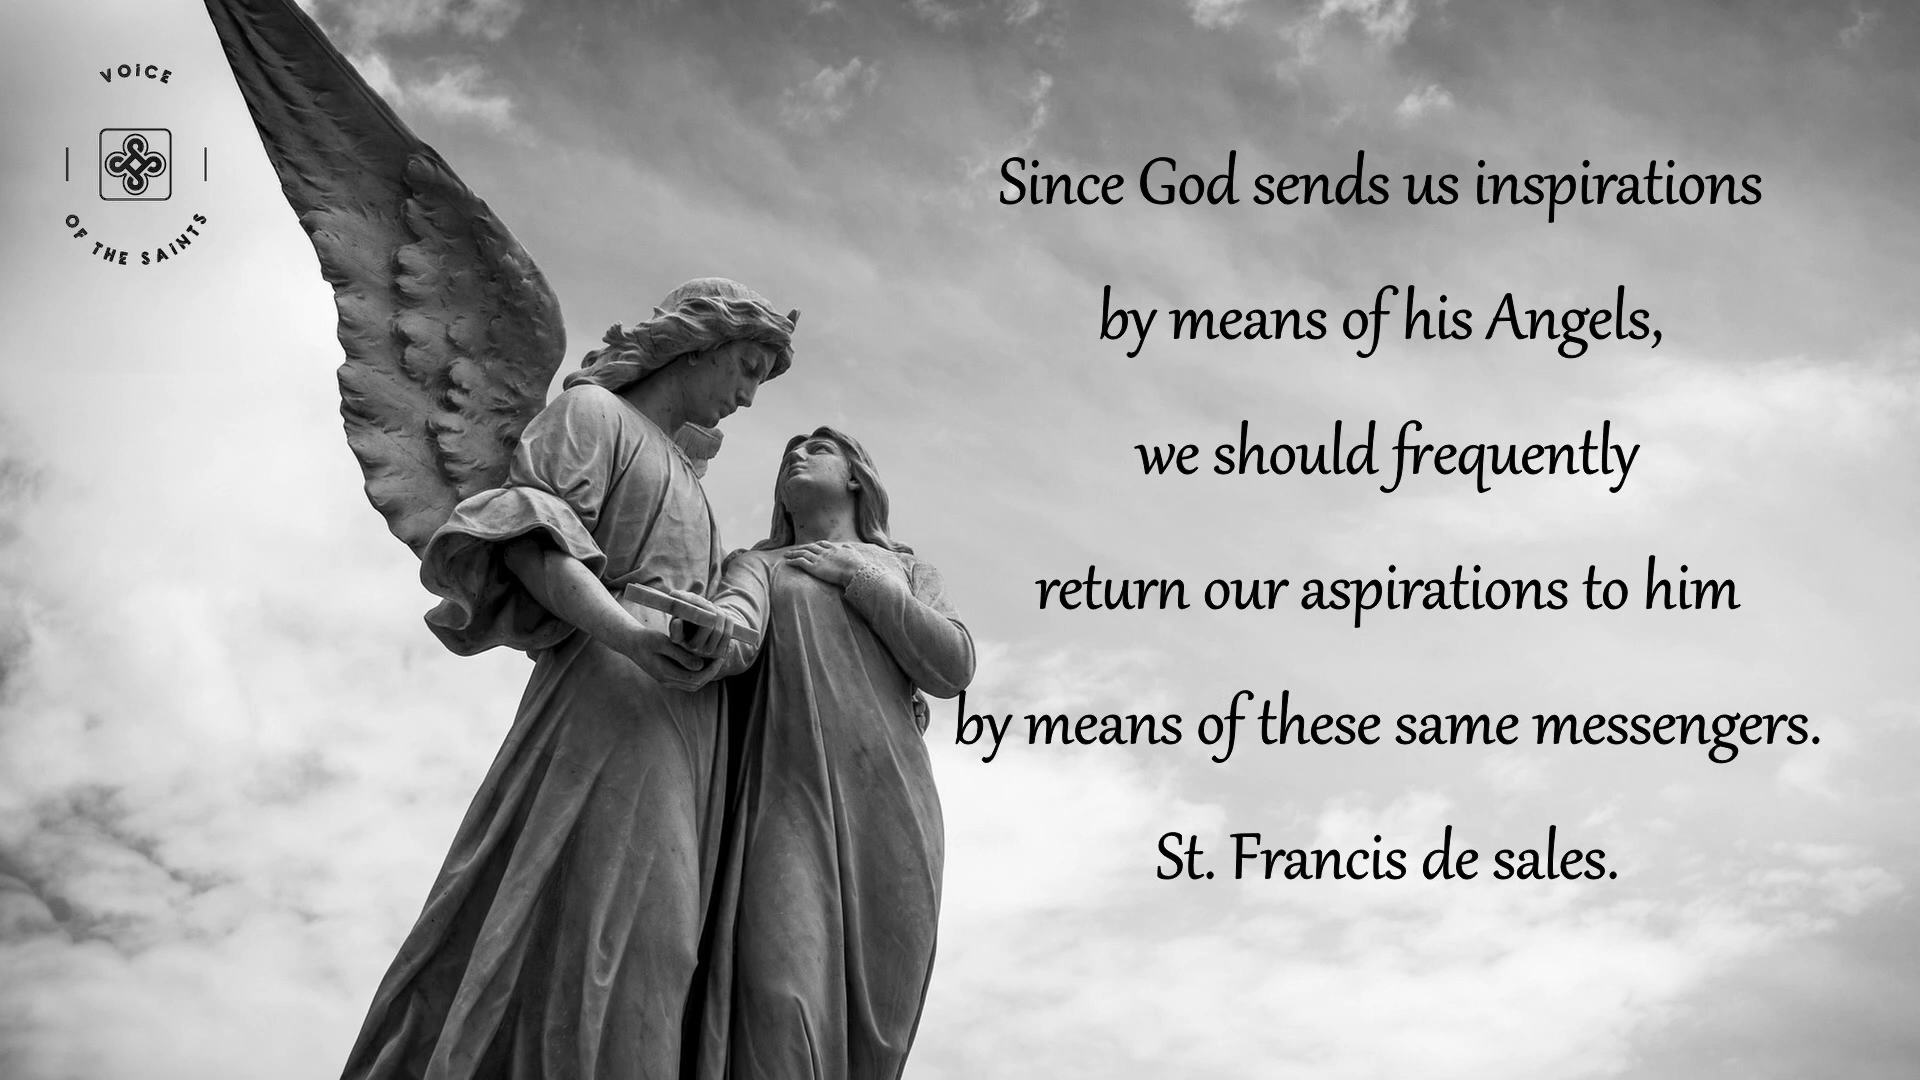 VOiCE
OF THE SAiNTS
Since God sends us inspirations
by means of his Angels,
we should frequently
return our aspirations to him
by means of these same messengers.
St. Francis de sales.